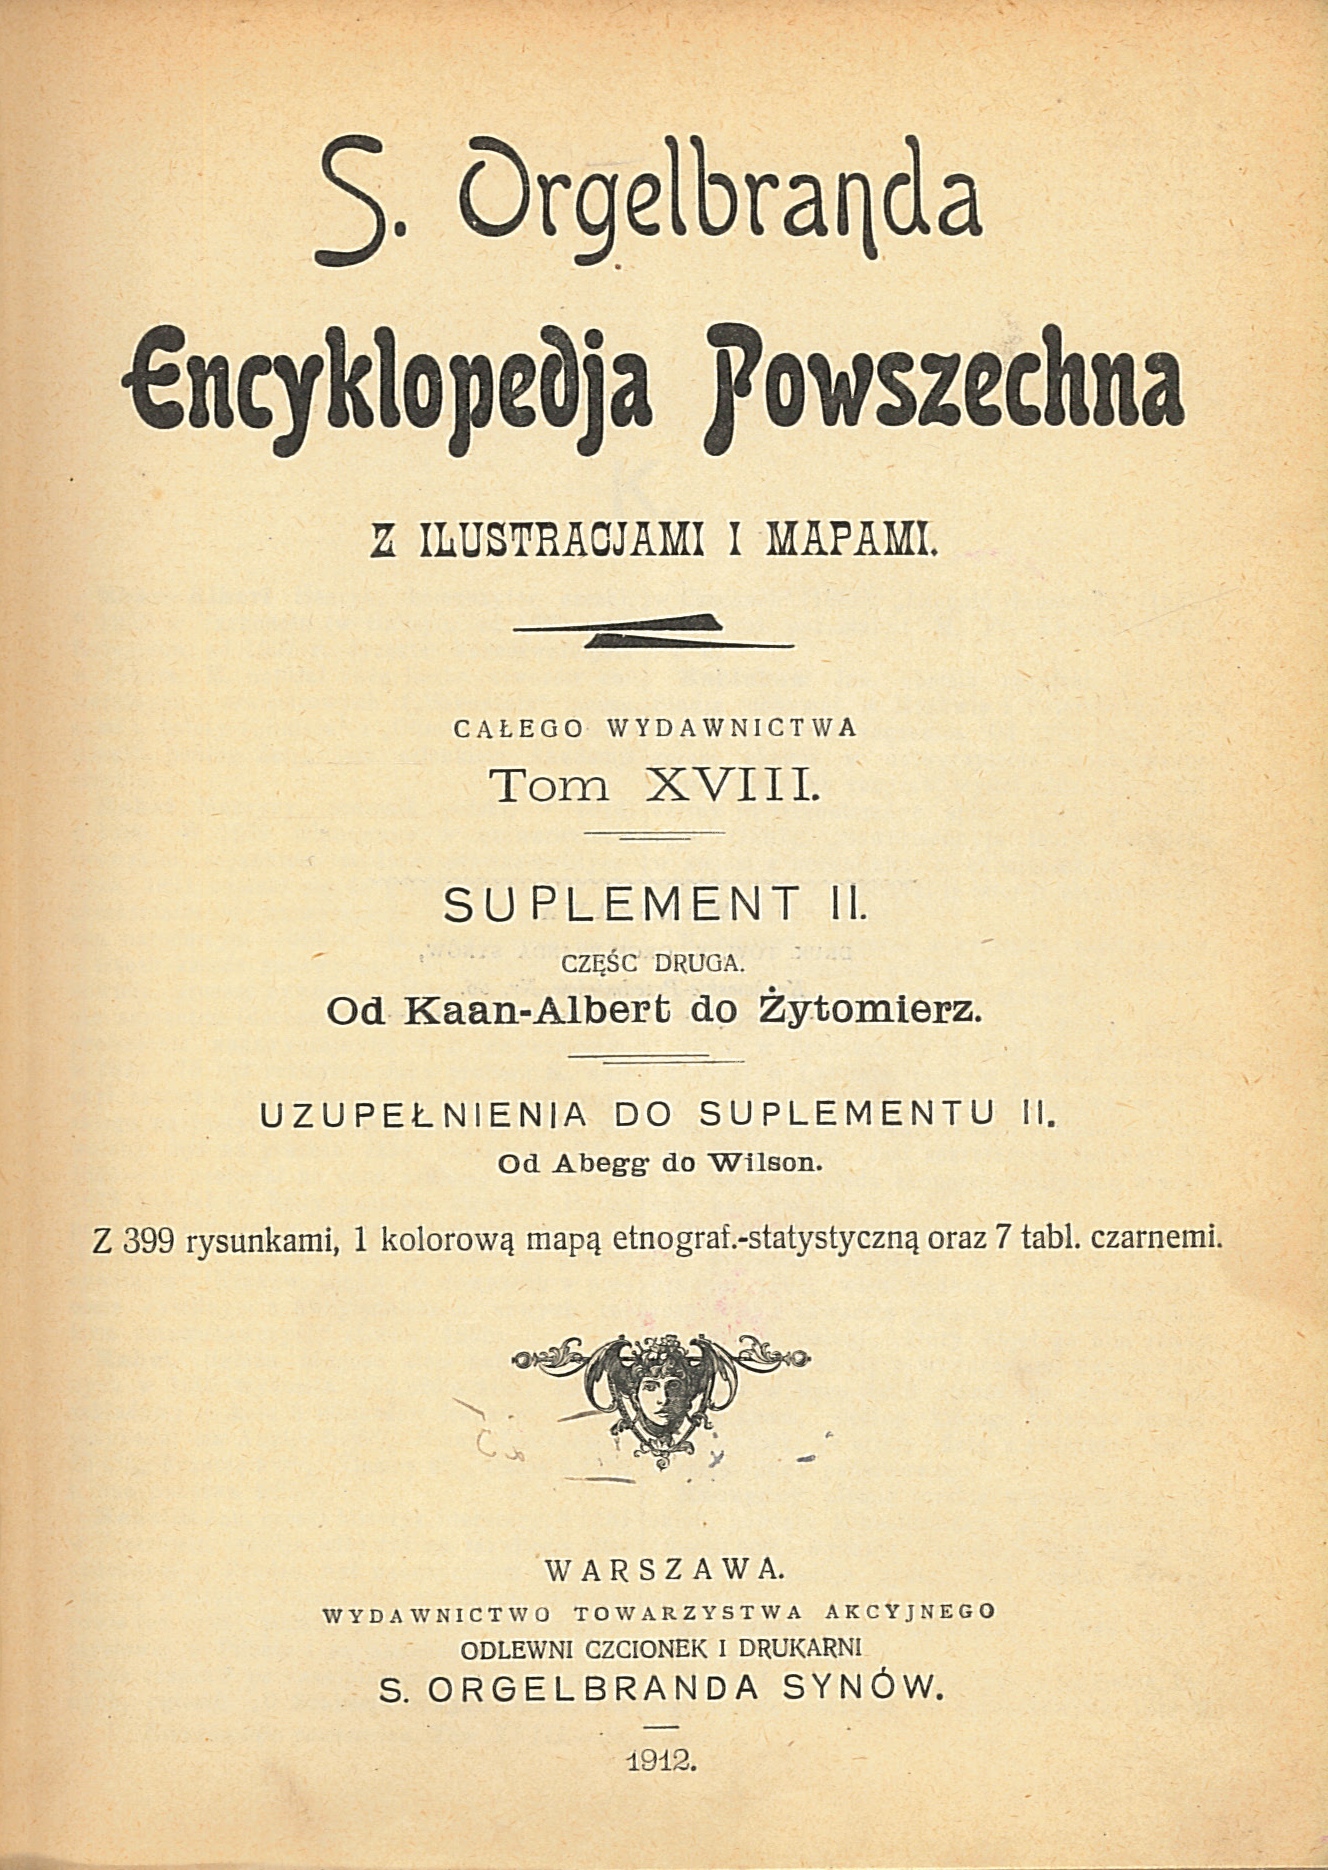 S. Orgelbranda
Encyklopedja Powszechna
Z ILUSTRACJAMI I MAPAMI.
CAŁEGO WYDAWNICTWA
Tom XVIII.
SUPLEMENT II.
CZĘŚC DRUGA.
Od Kaan-Albert do Żytomierz.
UZUPEŁNIENIA DO SUPLEMENTU II.
Od Abegg do Wilson.
Z 399 rysunkami, 1 kolorową mapą etnograf.-statystyczną oraz 7 tabl. czarnemi.
WARSZAWA.
WYDAWNICTWO TOWARZYSTWA AKCYJNEGO
ODLEWNI CZCIONEK I DRUKARNI
S. ORGELBRANDA SYNÓW.
1912.